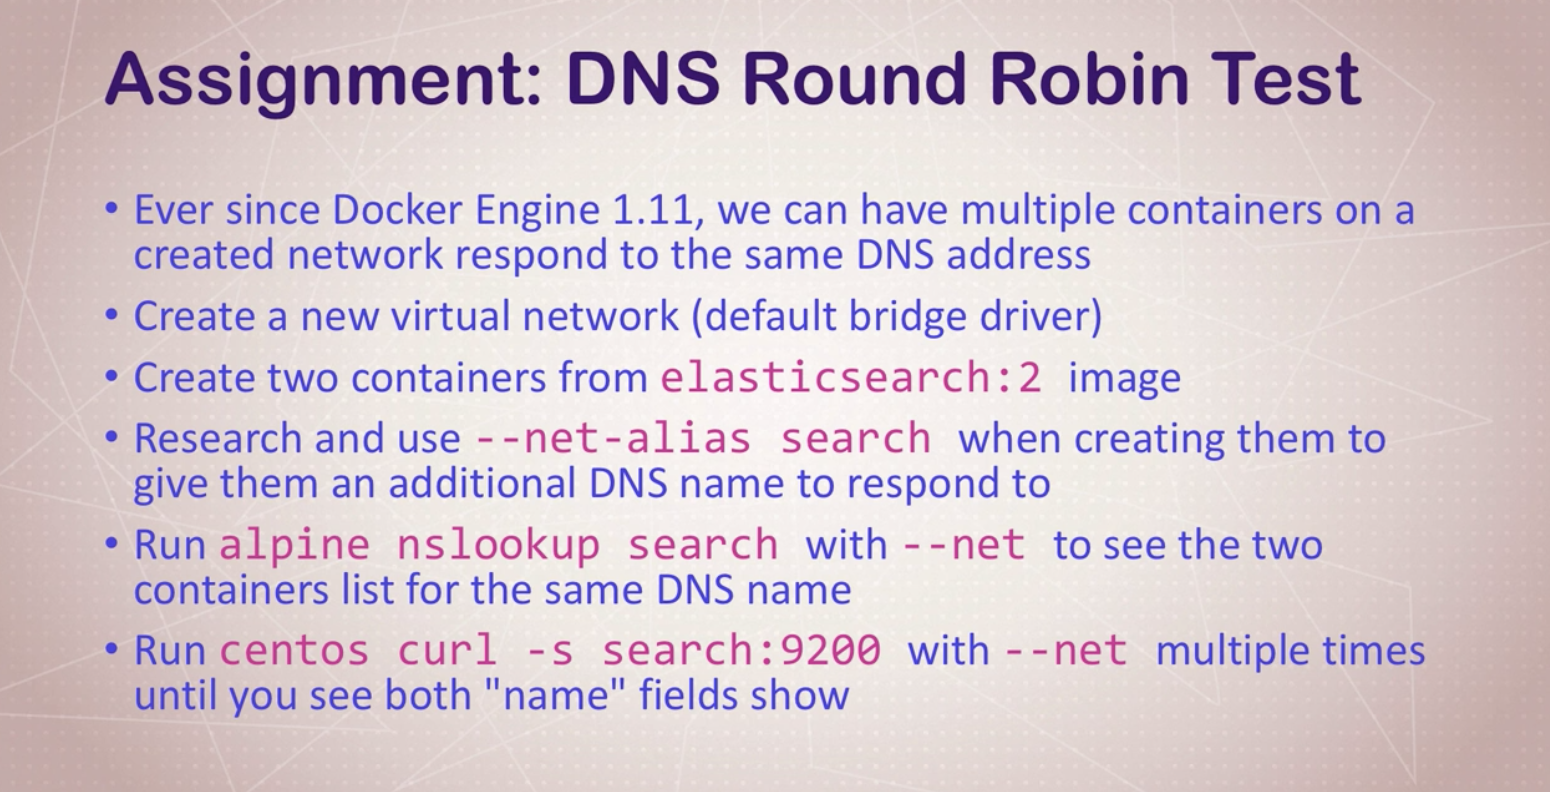 Assignment: DNS Round Robin Test
• Ever since Docker Engine 1.11, we can have multiple containers on a
created network respond to the same DNS address
• Create a new virtual network (default bridge driver)
• Create two containers from elasticsearch:2 image
• Research and use --net-alias search when creating them to
give them an additional DNS name to respond to
• Run alpine nslookup search with --net to see the two
containers list for the same DNS name
• Run centos curl -s search:9200 with --net multiple times
until you see both "name" fields show